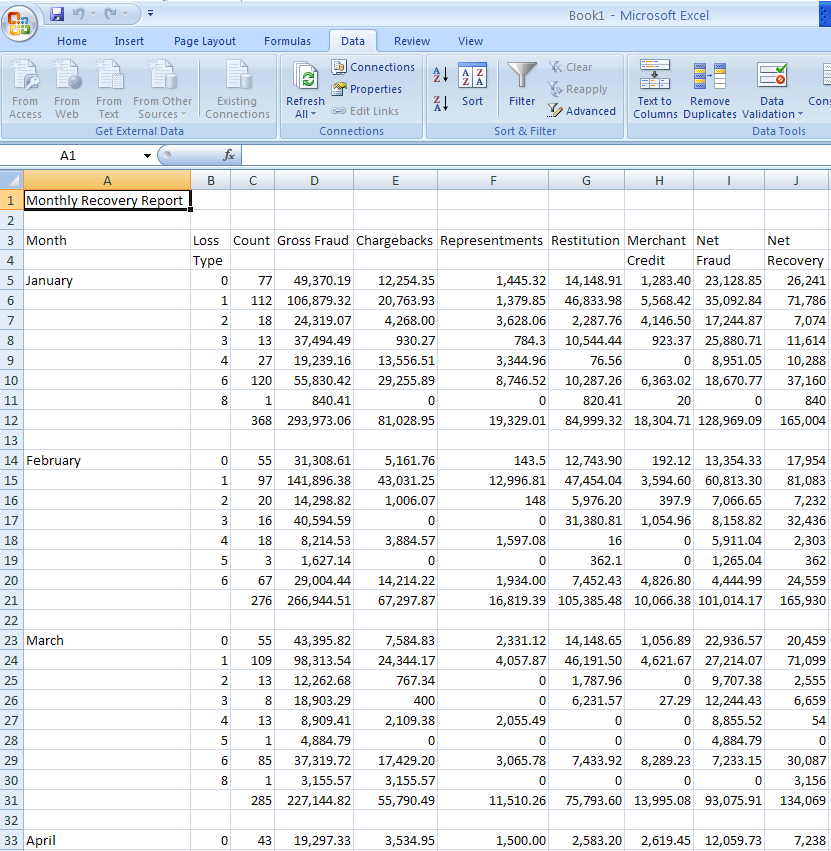 Book1 - Microsoft Excel
Home Insert Page Layout Formulas Data Review View
From Access From Web From Text From Other Sources Existing Connections Refresh All Connections Properties Edit Links Sort Filter Clear Reapply Advanced Text to Columns Remove Duplicates Data Validation
Get External Data Connections Sort & Filter Data Tools
A1 fx
A B C D E F G H I J
1 Monthly Recovery Report
2
3 Month Loss Count Gross Fraud Chargebacks Representments Restitution Merchant Net Net
4 Type Credit Fraud Recovery
5 January 0 77 49,370.19 12,254.35 1,445.32 14,148.91 1,283.40 23,128.85 26,241
6 1 112 106,879.32 20,763.93 1,379.85 46,833.98 5,568.42 35,092.84 71,786
7 2 18 24,319.07 4,268.00 3,628.06 2,287.76 4,146.50 17,244.87 7,074
8 3 13 37,494.49 930.27 784.3 10,544.44 923.37 25,880.71 11,614
9 4 27 19,239.16 13,556.51 3,344.96 76.56 0 8,951.05 10,288
10 6 120 55,830.42 29,255.89 8,746.52 10,287.26 6,363.02 18,670.77 37,160
11 8 1 840.41 0 0 820.41 20 0 840
12 368 293,973.06 81,028.95 19,329.01 84,999.32 18,304.71 128,969.09 165,004
13
14 February 0 55 31,308.61 5,161.76 143.5 12,743.90 192.12 13,354.33 17,954
15 1 97 141,896.38 43,031.25 12,996.81 47,454.04 3,594.60 60,813.30 81,083
16 2 20 14,298.82 1,006.07 148 5,976.20 397.9 7,066.65 7,232
17 3 16 40,594.59 0 0 31,380.81 1,054.96 8,158.82 32,436
18 4 18 8,214.53 3,884.57 1,597.08 16 0 5,911.04 2,303
19 5 3 1,627.14 0 0 362.1 0 1,265.04 362
20 6 67 29,004.44 14,214.22 1,934.00 7,452.43 4,826.80 4,444.99 24,559
21 276 266,944.51 67,297.87 16,819.39 105,385.48 10,066.38 101,014.17 165,930
22
23 March 0 55 43,395.82 7,584.83 2,331.12 14,148.65 1,056.89 22,936.57 20,459
24 1 109 98,313.54 24,344.17 4,057.87 46,191.50 4,621.67 27,214.07 71,099
25 2 13 12,262.68 767.34 0 1,787.96 0 9,707.38 2,555
26 3 8 18,903.29 400 0 6,231.57 27.29 12,244.43 6,659
27 4 13 8,909.41 2,109.38 2,055.49 0 0 8,855.52 54
28 5 1 4,884.79 0 0 0 0 4,884.79 0
29 6 85 37,319.72 17,429.20 3,065.78 7,433.92 8,289.23 7,233.15 30,087
30 8 1 3,155.57 3,155.57 0 0 0 0 3,156
31 285 227,144.82 55,790.49 11,510.26 75,793.60 13,995.08 93,075.91 134,069
32
33 April 0 43 19,297.33 3,534.95 1,500.00 2,583.20 2,619.45 12,059.73 7,238